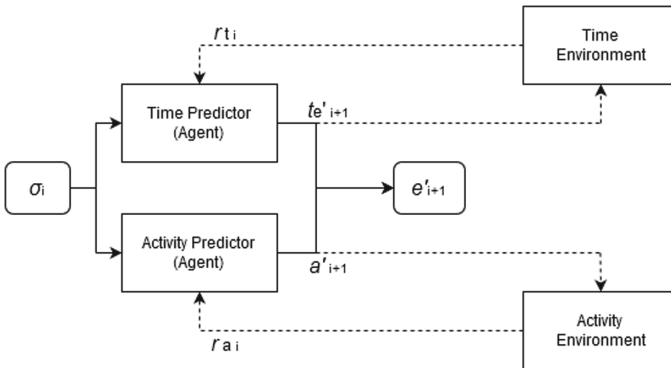 r t i
Time
Environment
Time Predictor
(Agent)
te' i+1
σi
e'i+1
Activity Predictor
(Agent)
a' i+1
r a i
Activity
Environment